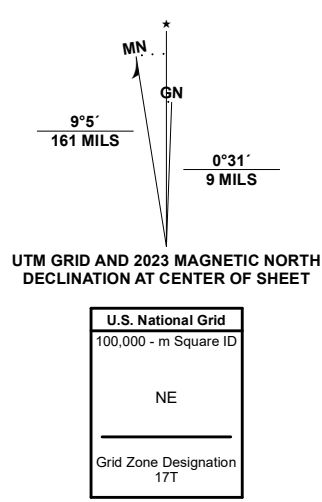 MN
GN
9°5´
161 MILS
0°31´
9 MILS
UTM GRID AND 2023 MAGNETIC NORTH
DECLINATION AT CENTER OF SHEET
U.S. National Grid
100,000 - m Square ID
NE
Grid Zone Designation
17T